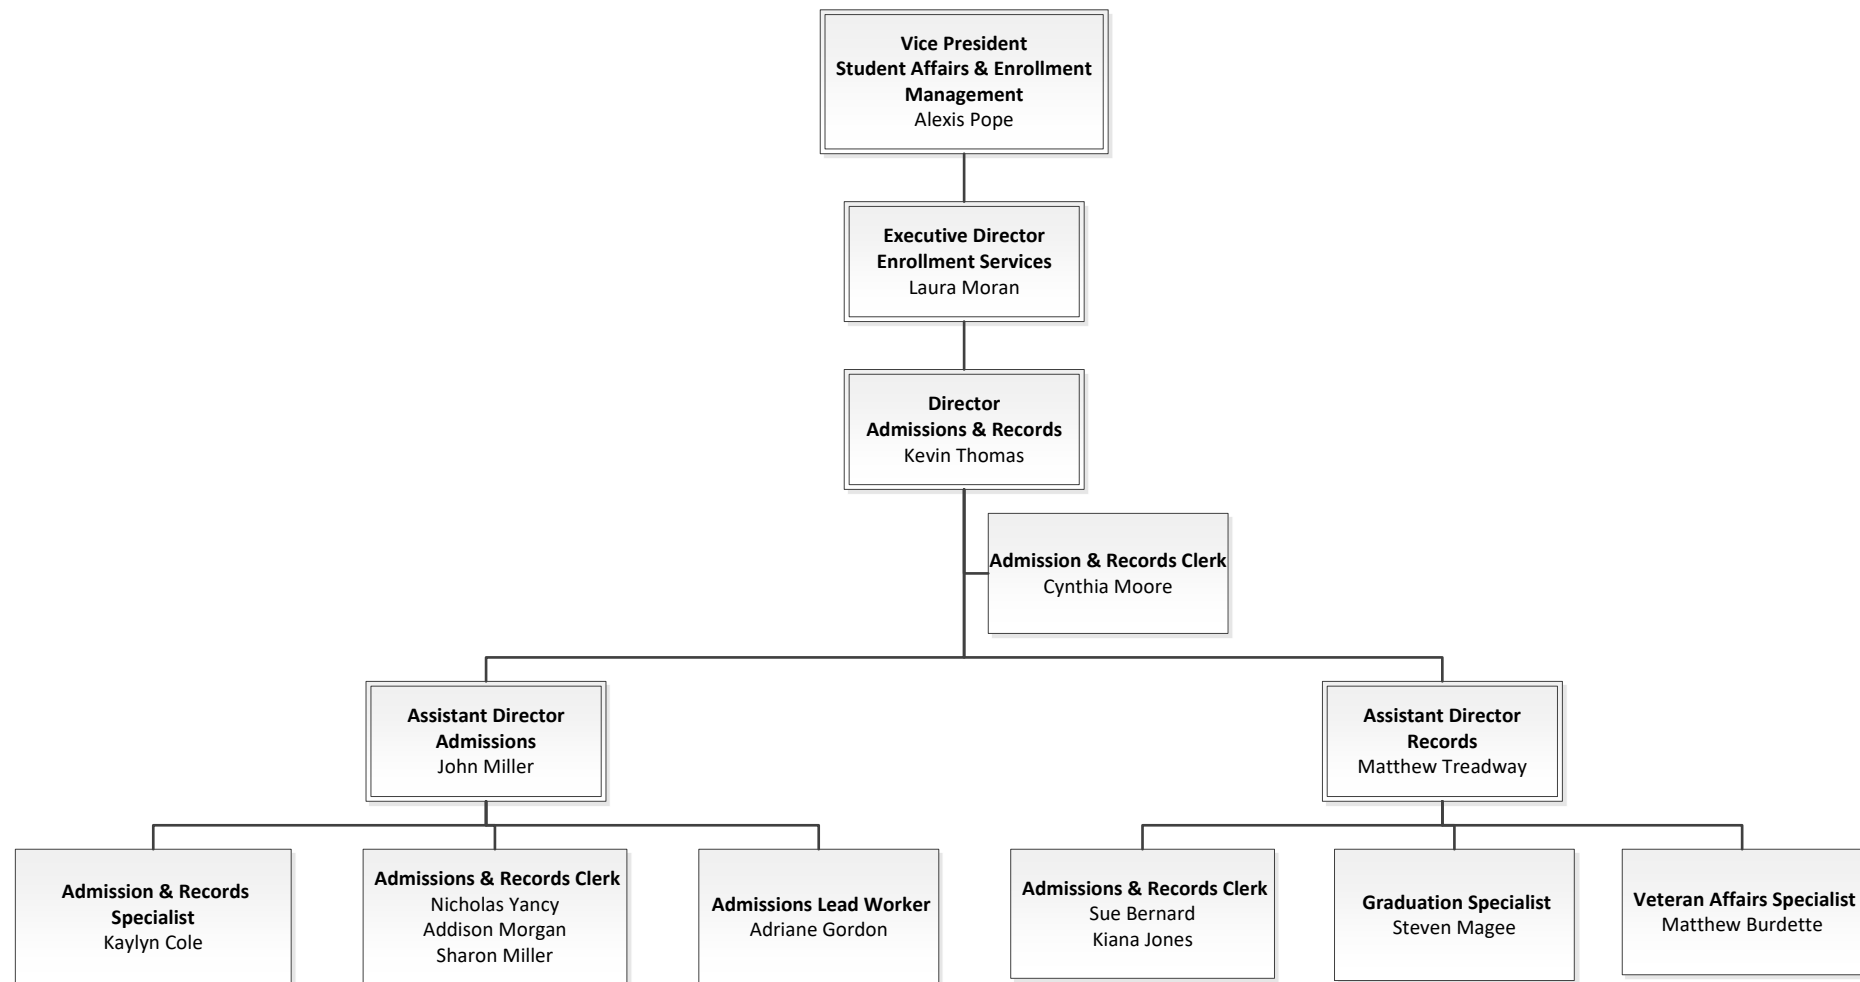 Vice President
Student Affairs & Enrollment
Management
Alexis Pope
Executive Director
Enrollment Services
Laura Moran
Director
Admissions & Records
Kevin Thomas
Admission & Records Clerk
Cynthia Moore
Assistant Director
Admissions
John Miller
Assistant Director
Records
Matthew Treadway
Admission & Records
Specialist
Kaylyn Cole
Admissions & Records Clerk
Nicholas Yancy
Addison Morgan
Sharon Miller
Admissions Lead Worker
Adriane Gordon
Admissions & Records Clerk
Sue Bernard
Kiana Jones
Graduation Specialist
Steven Magee
Veteran Affairs Specialist
Matthew Burdette